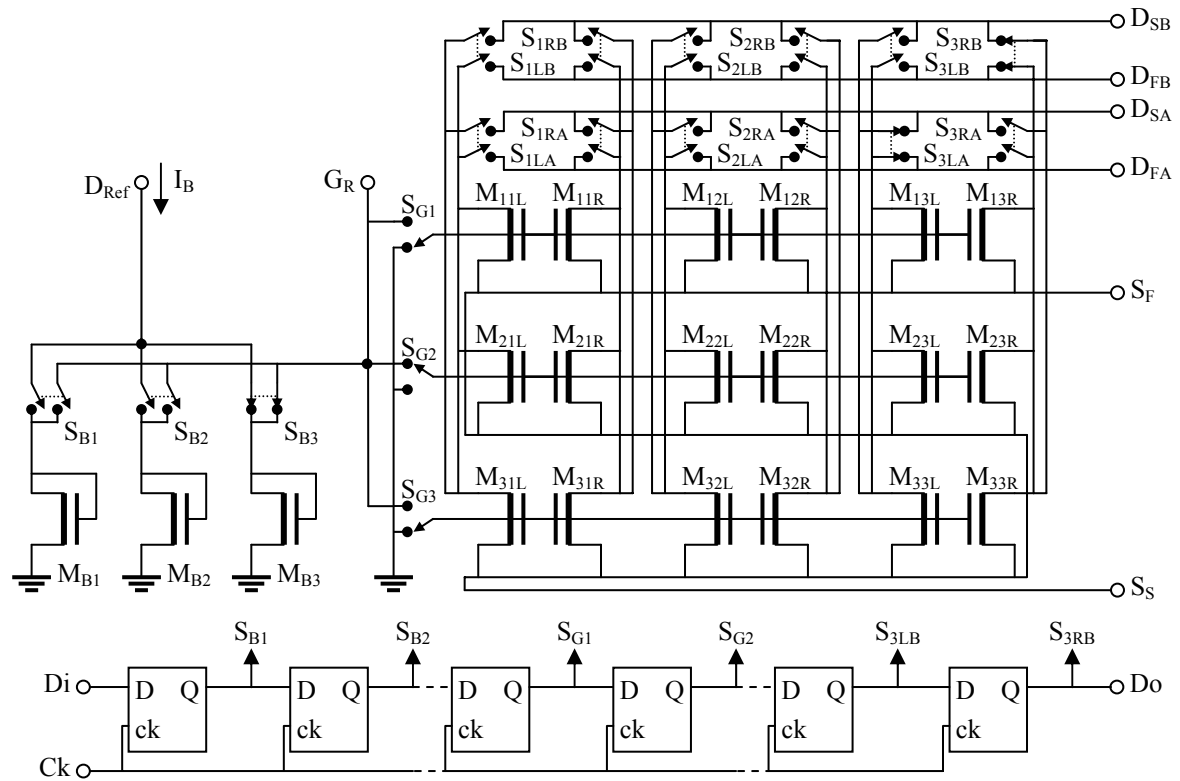 D_SB
S_1RB S_2RB S_3RB
S_1LB S_2LB S_3LB
D_FB
D_SA
S_1RA S_2RA S_3RA
S_1LA S_2LA S_3LA
D_FA
D_Ref I_B G_R
S_G1 M_11L M_11R M_12L M_12R M_13L M_13R
S_F
S_G2 M_21L M_21R M_22L M_22R M_23L M_23R
S_B1 S_B2 S_B3
S_G3 M_31L M_31R M_32L M_32R M_33L M_33R
M_B1 M_B2 M_B3
S_S
S_B1 S_B2 S_G1 S_G2 S_3LB S_3RB
Di D Q D Q D Q D Q D Q D Q Do
ck ck ck ck ck ck
Ck